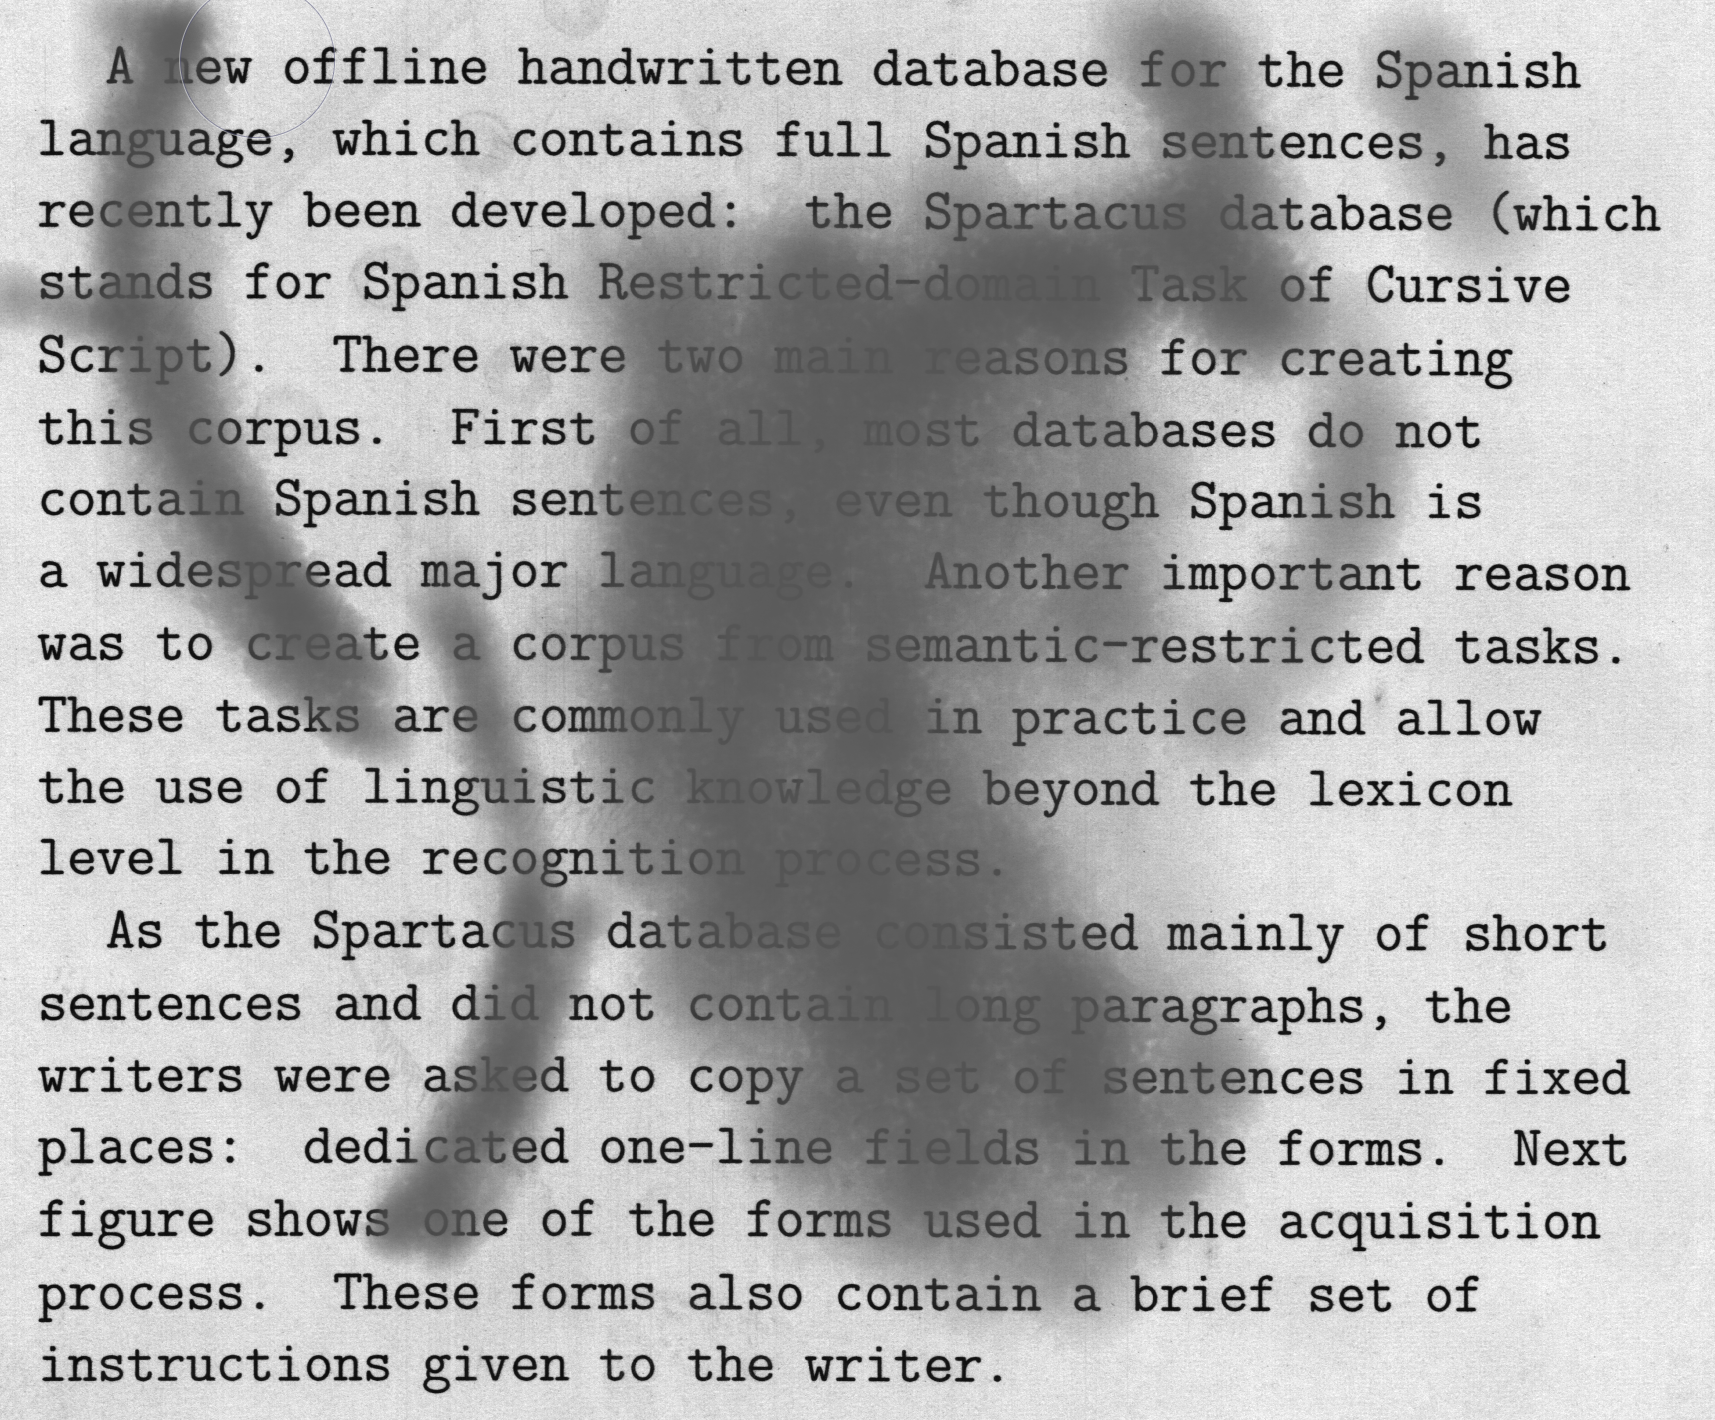 A new offline handwritten database for the Spanish
language, which contains full Spanish sentences, has
recently been developed: the Spartacus database (which
stands for Spanish Restricted-domain Task of Cursive
Script). There were two main reasons for creating
this corpus. First of all, most databases do not
contain Spanish sentences, even though Spanish is
a widespread major language. Another important reason
was to create a corpus from semantic-restricted tasks.
These tasks are commonly used in practice and allow
the use of linguistic knowledge beyond the lexicon
level in the recognition process.
As the Spartacus database consisted mainly of short
sentences and did not contain long paragraphs, the
writers were asked to copy a set of sentences in fixed
places: dedicated one-line fields in the forms. Next
figure shows one of the forms used in the acquisition
process. These forms also contain a brief set of
instructions given to the writer.